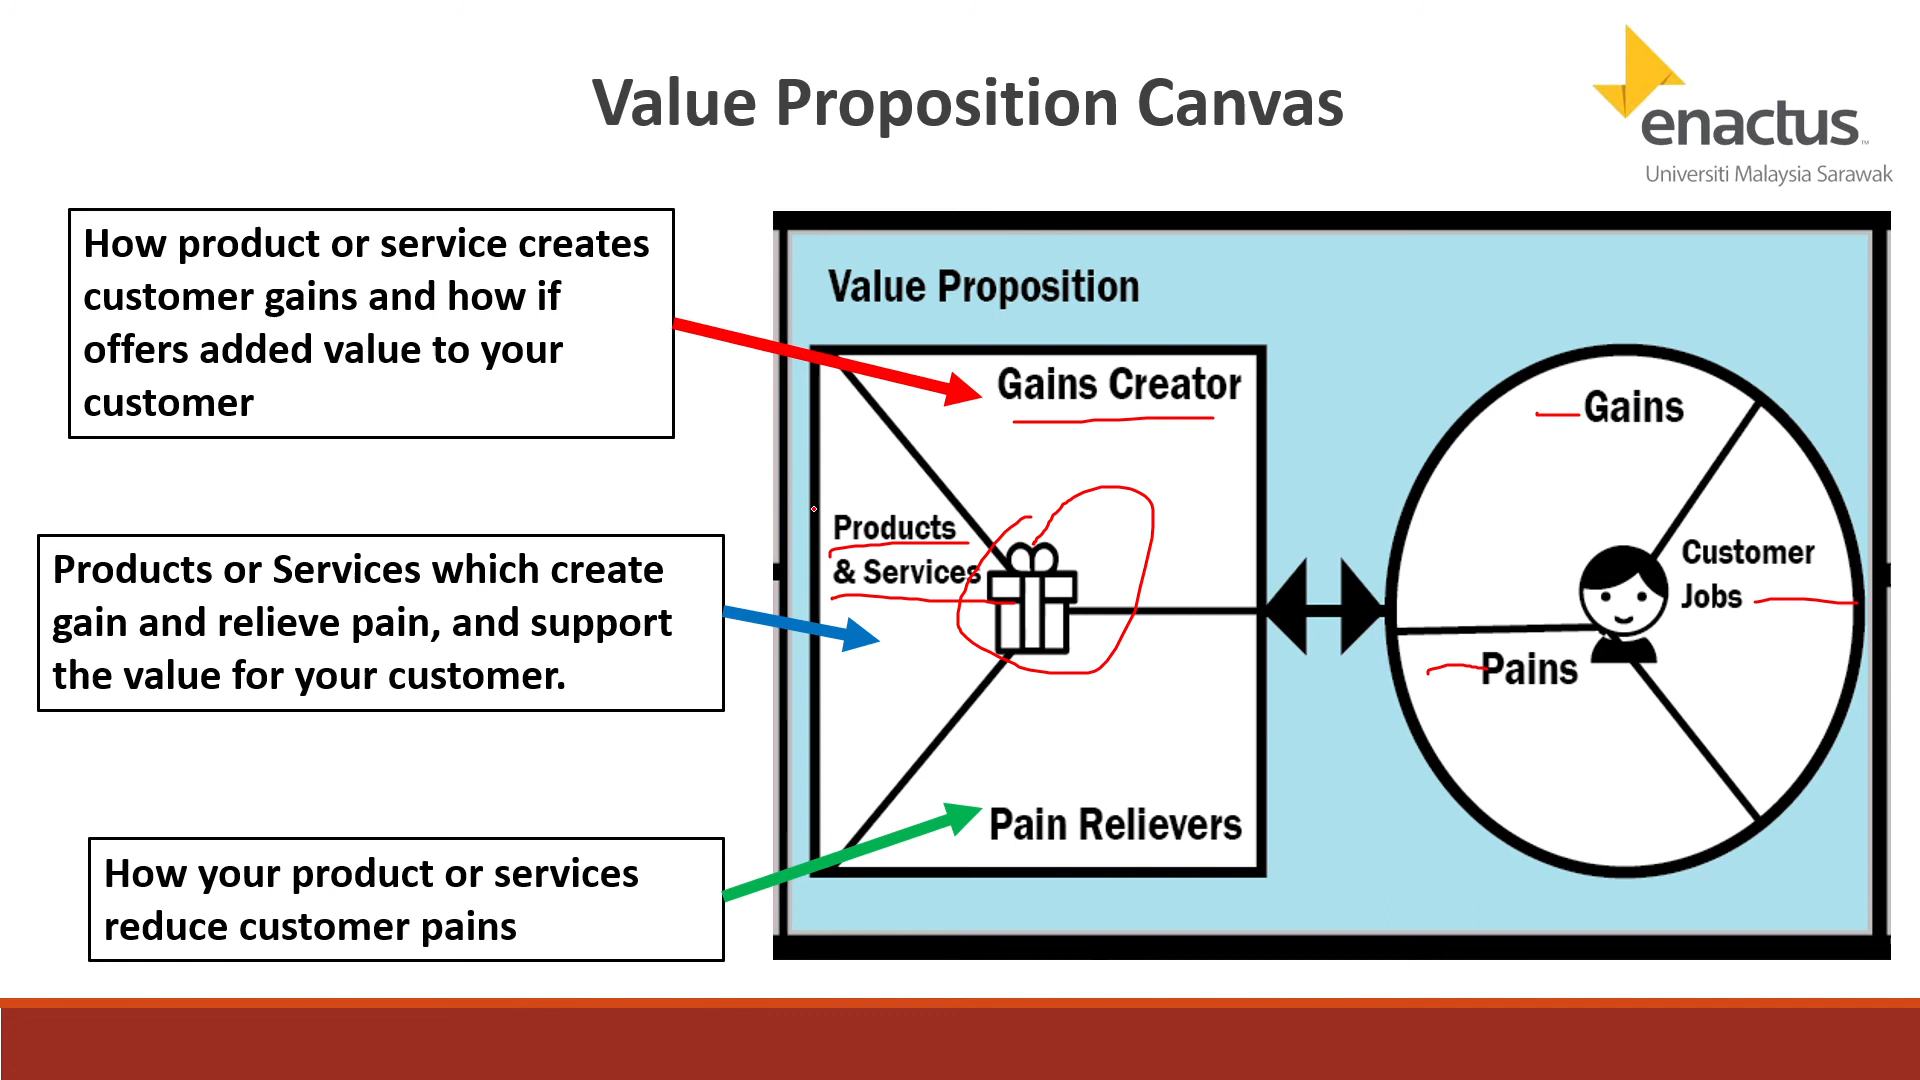 Value Proposition Canvas
enactus™
Universiti Malaysia Sarawak
How product or service creates
customer gains and how if
offers added value to your
customer
Products or Services which create
gain and relieve pain, and support
the value for your customer.
How your product or services
reduce customer pains
Value Proposition
Gains Creator
Products
& Services
Pain Relievers
Gains
Customer
Jobs
Pains